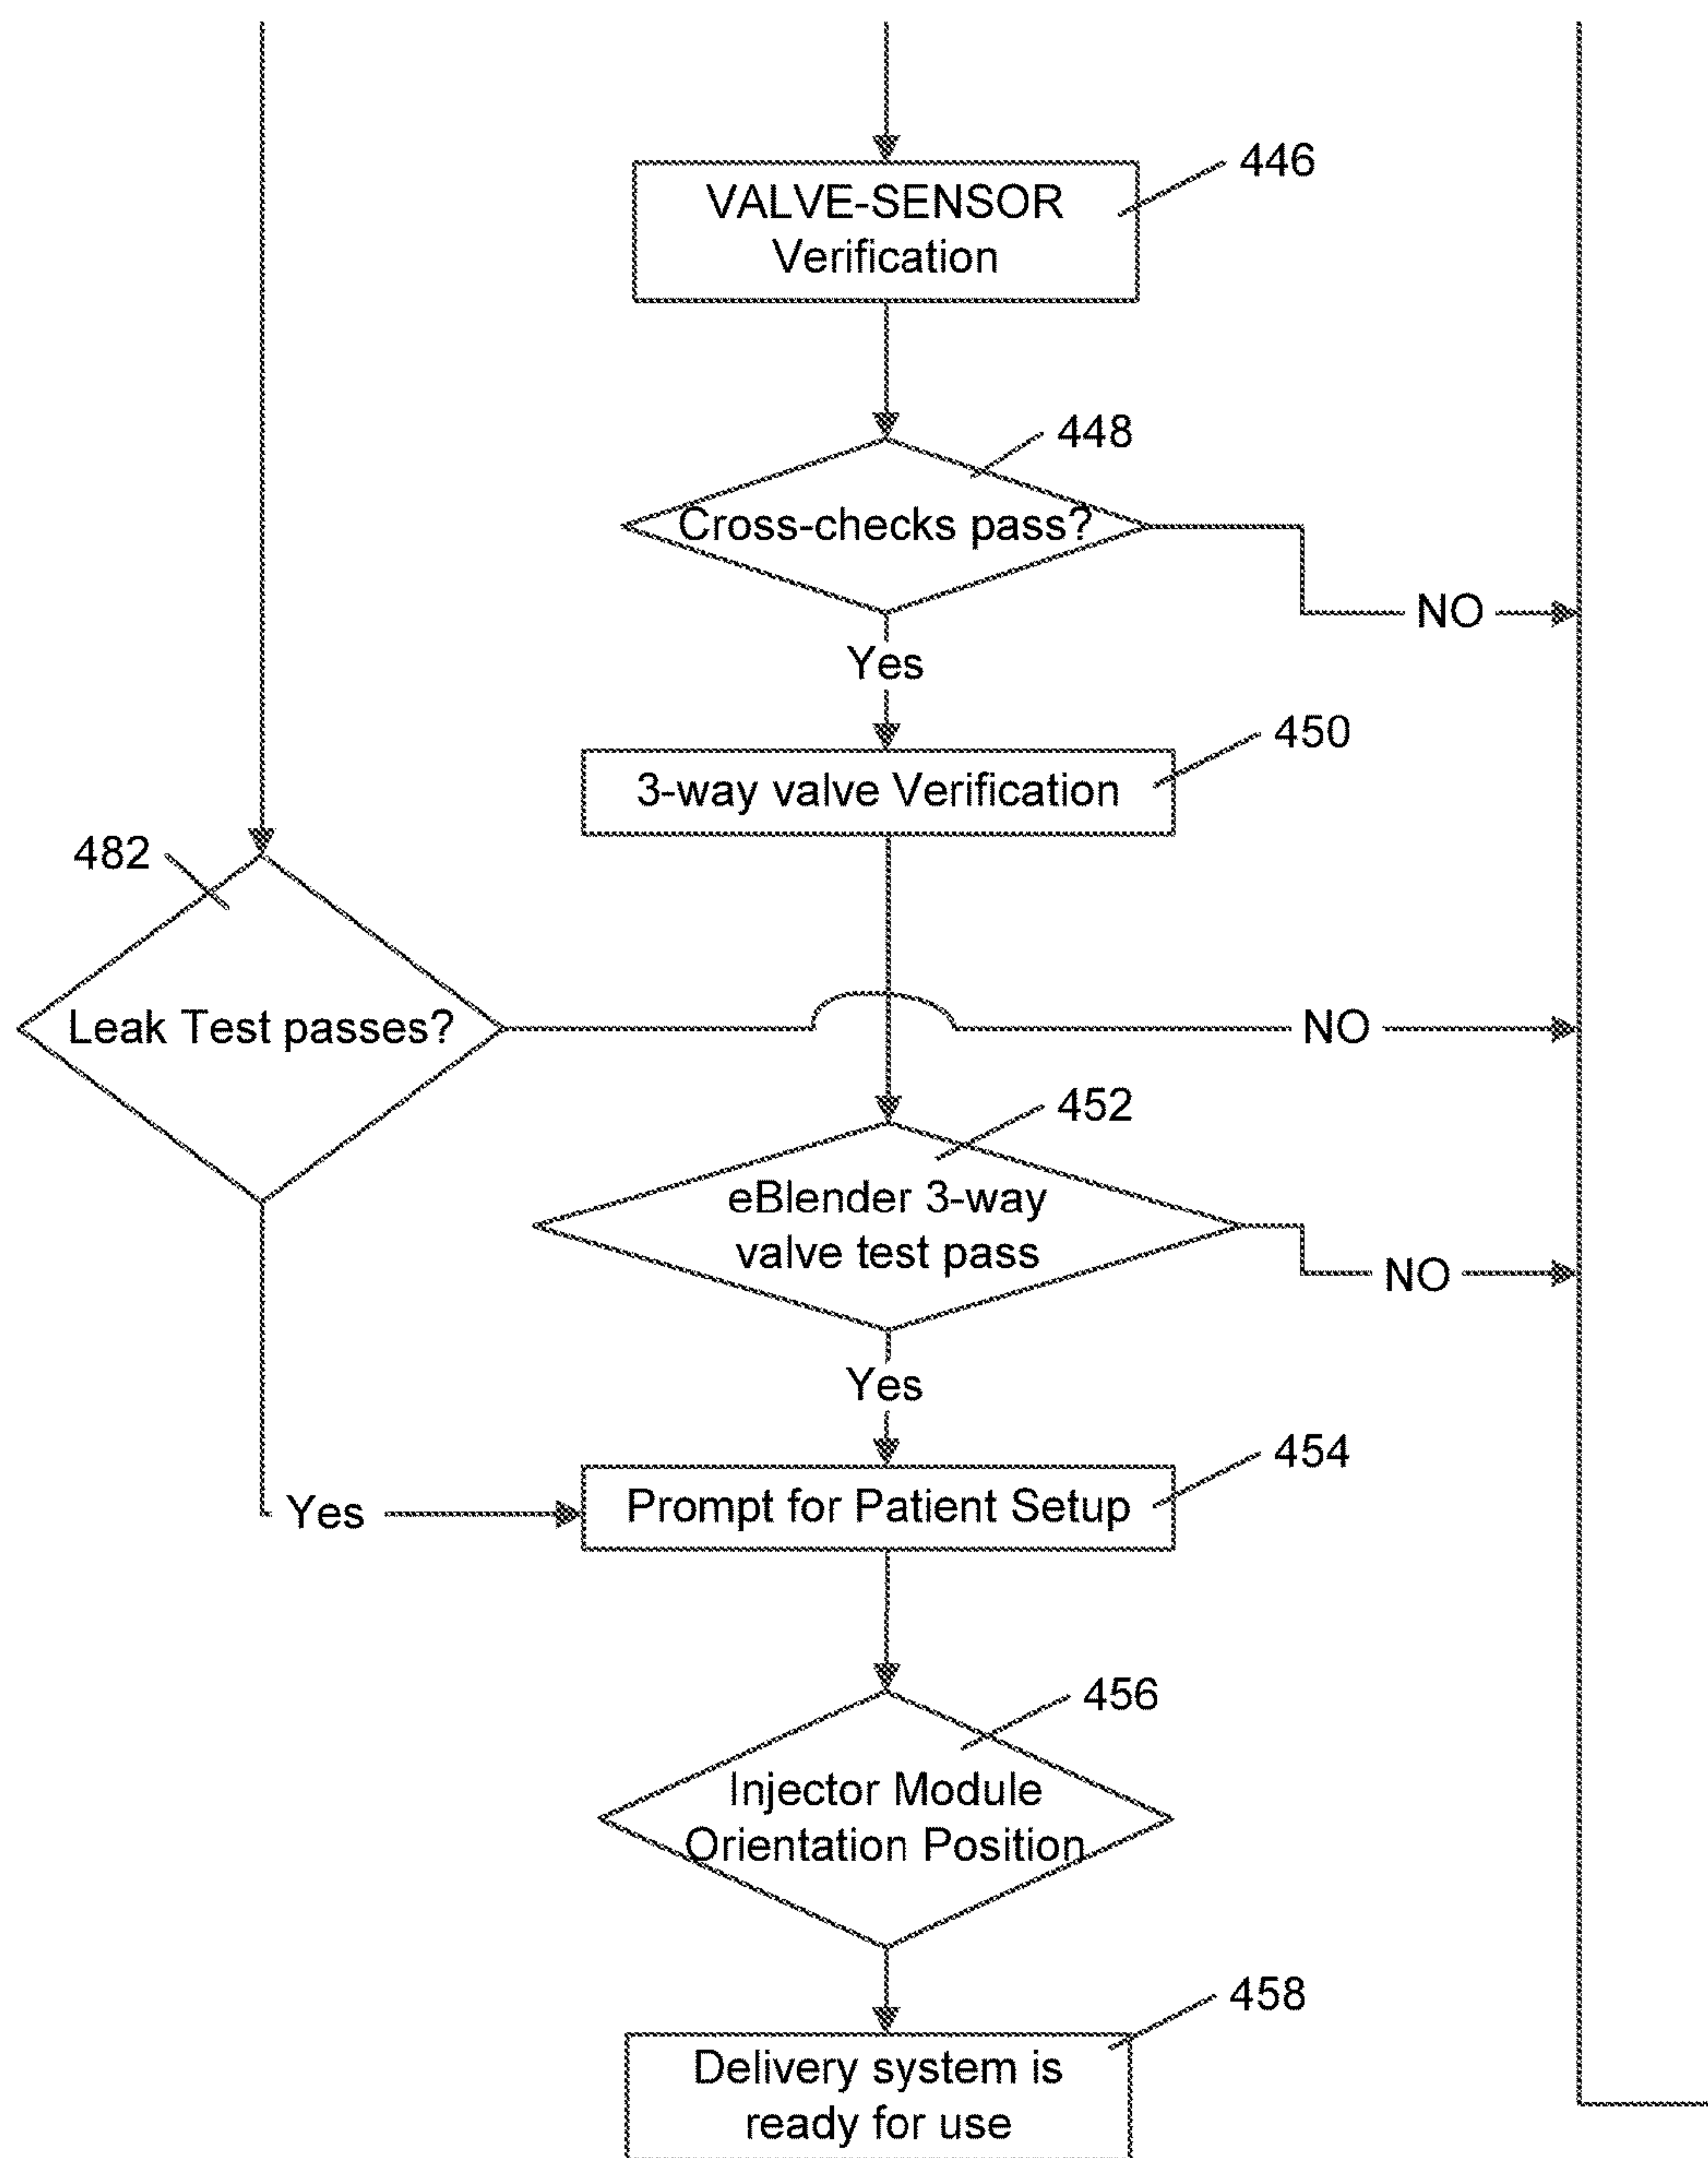 446
VALVE-SENSOR
Verification
448
Cross-checks pass?
NO
Yes
450
3-way valve Verification
482
Leak Test passes?
NO
452
eBlender 3-way
valve test pass
NO
Yes
454
Prompt for Patient Setup
Yes
456
Injector Module
Orientation Position
458
Delivery system is
ready for use